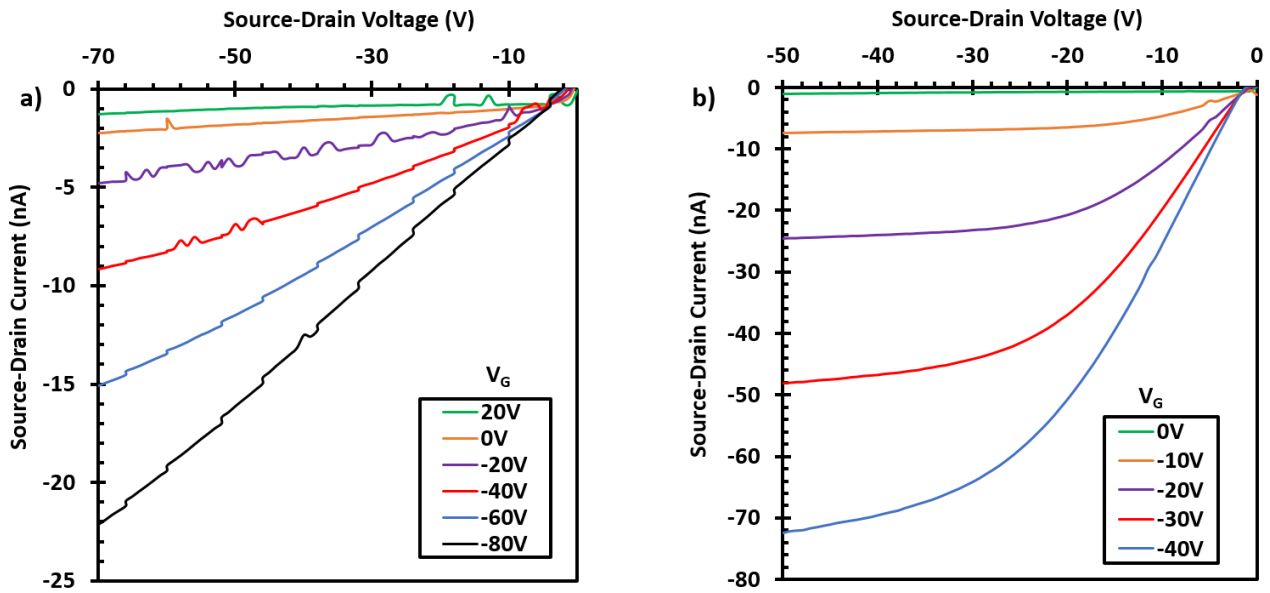 Source-Drain Voltage (V)
-70 -50 -30 -10
a)
0
-5
-10
-15
-20
-25
Source-Drain Current (nA)
VG
20V
0V
-20V
-40V
-60V
-80V
Source-Drain Voltage (V)
-50 -40 -30 -20 -10 0
b)
0
-10
-20
-30
-40
-50
-60
-70
-80
Source-Drain Current (nA)
VG
0V
-10V
-20V
-30V
-40V